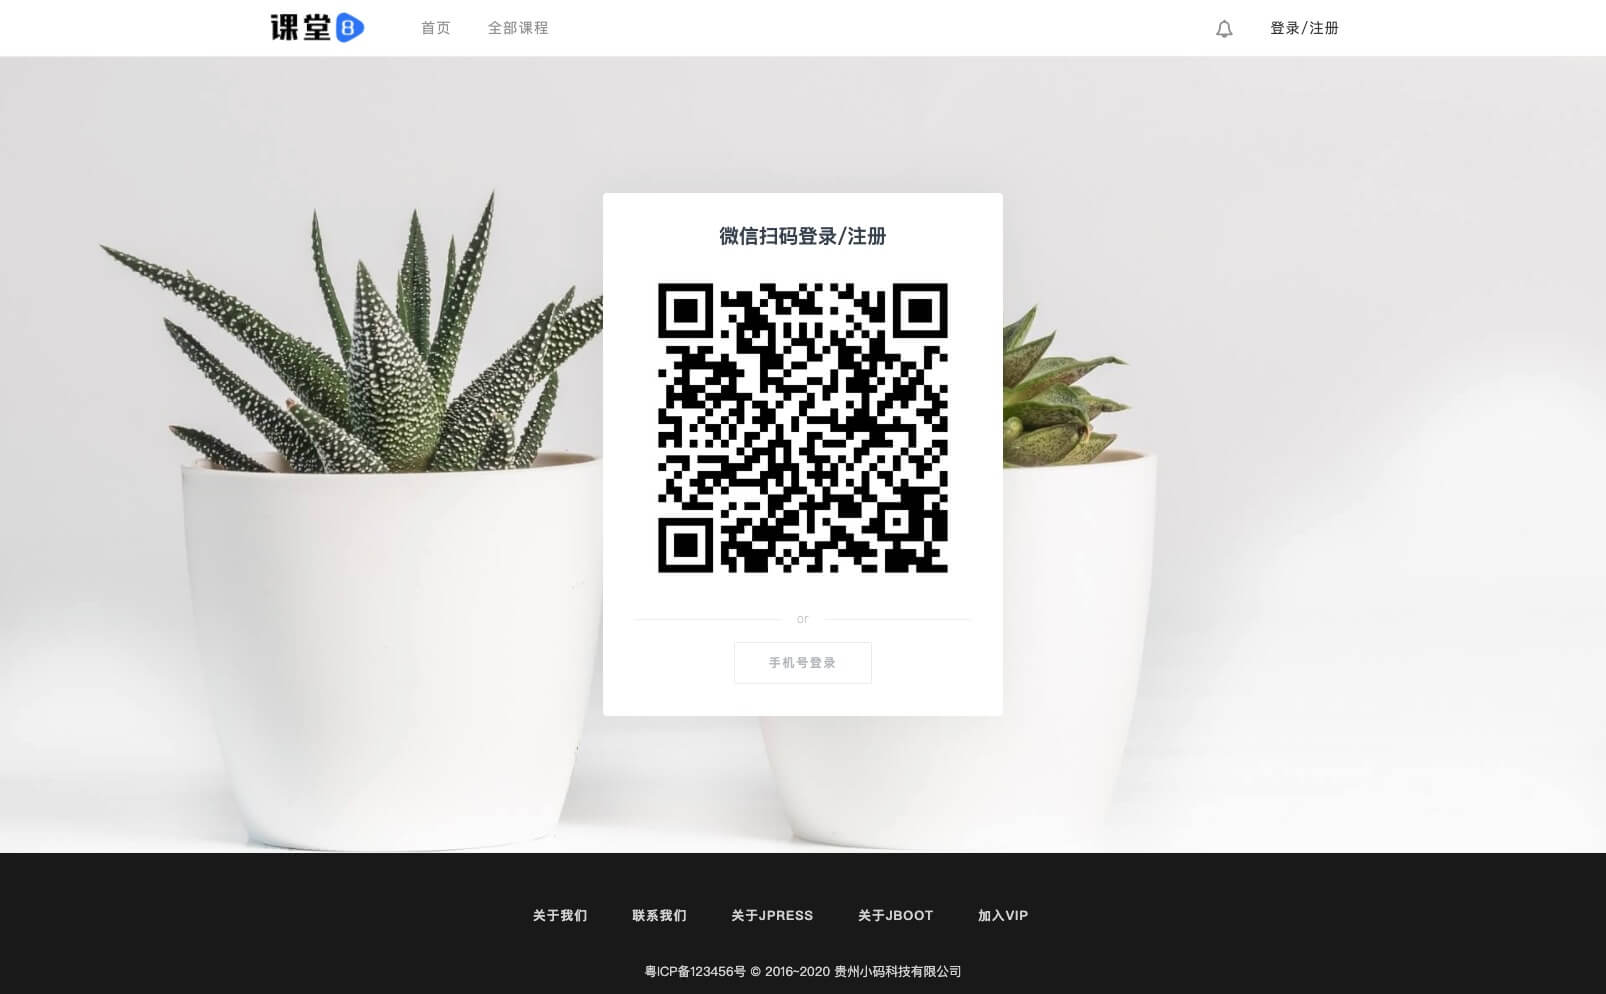 课堂8
首页
全部课程
登录/注册
微信扫码登录/注册
or
手机号登录
关于我们
联系我们
关于JPRESS
关于JBOOT
加入VIP
粤ICP备123456号 © 2016~2020 贵州小码科技有限公司